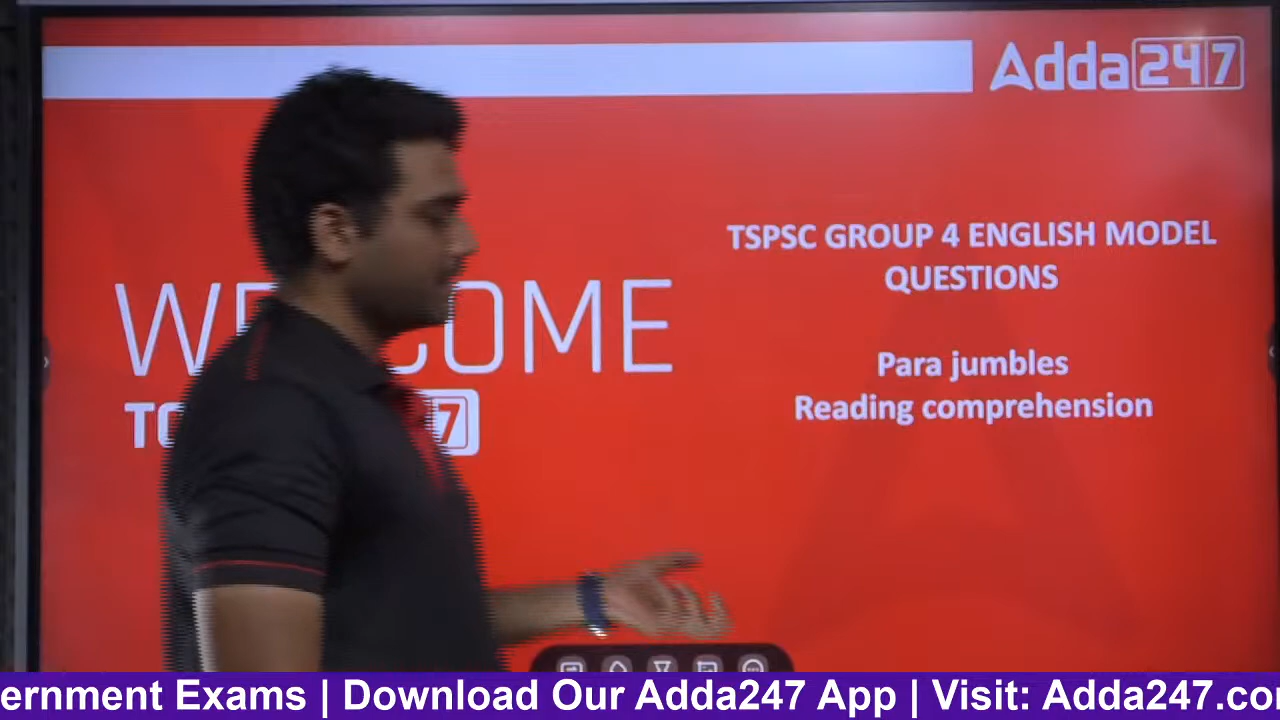 Adda247
TSPSC GROUP 4 ENGLISH MODEL
QUESTIONS
Para jumbles
Reading comprehension
ernment Exams | Download Our Adda247 App | Visit: Adda247.co